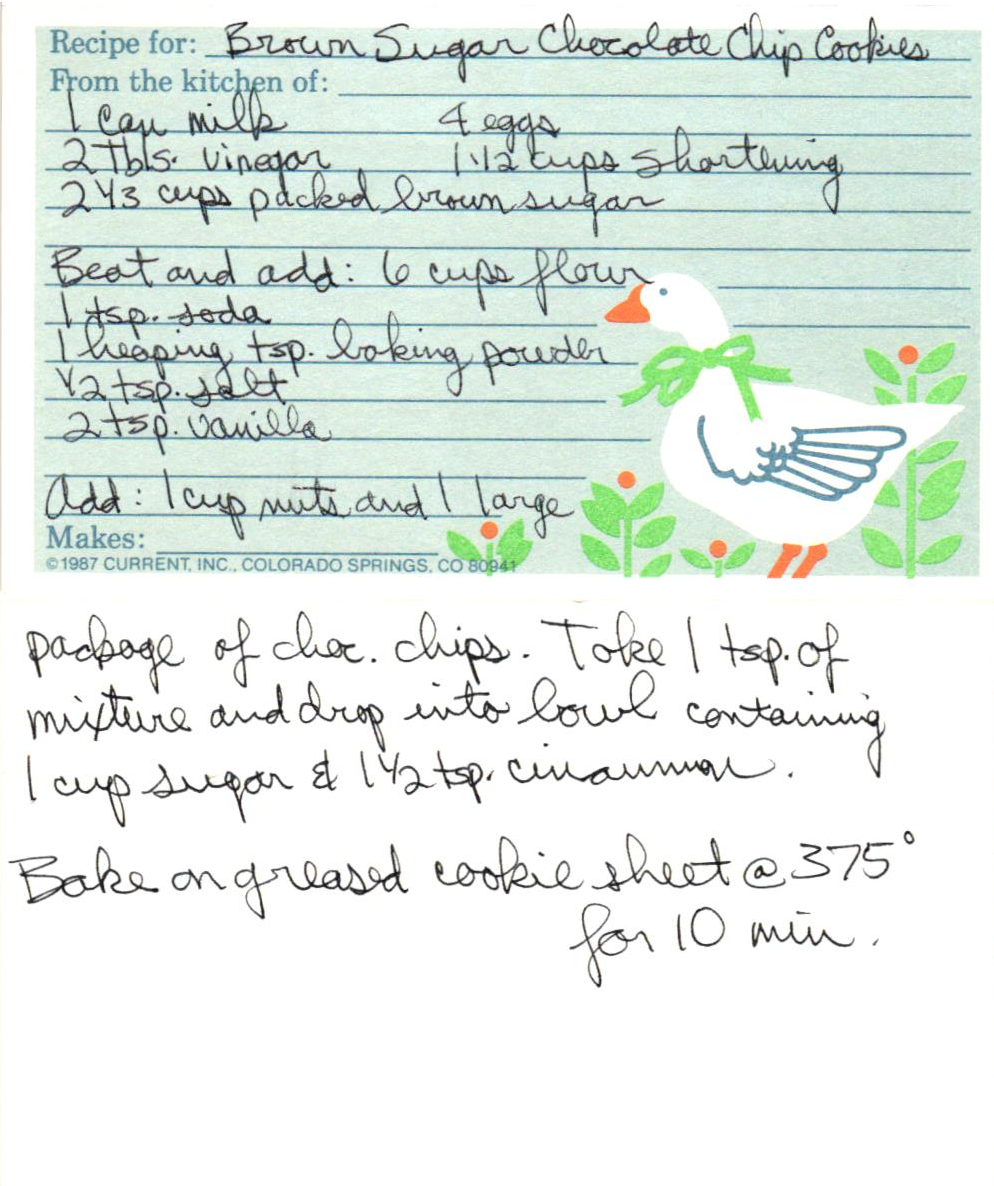 Recipe for: Brown Sugar Chocolate Chip Cookies
From the kitchen of:
1 cup milk 4 eggs
2 Tbls. vinegar 1 1/2 cups shortening
2 1/3 cups packed brown sugar
Beat and add: 6 cups flour
1 tsp. soda
1 heaping tsp. baking powder
1/2 tsp. salt
2 tsp. vanilla
Add: 1 cup nuts and 1 large
Makes:
©1987 CURRENT, INC., COLORADO SPRINGS, CO 80941
package of choc. chips. Take 1 tsp. of
mixture and drop into bowl containing
1 cup sugar & 1 1/2 tsp. cinnamon.
Bake on greased cookie sheet @ 375°
for 10 min.